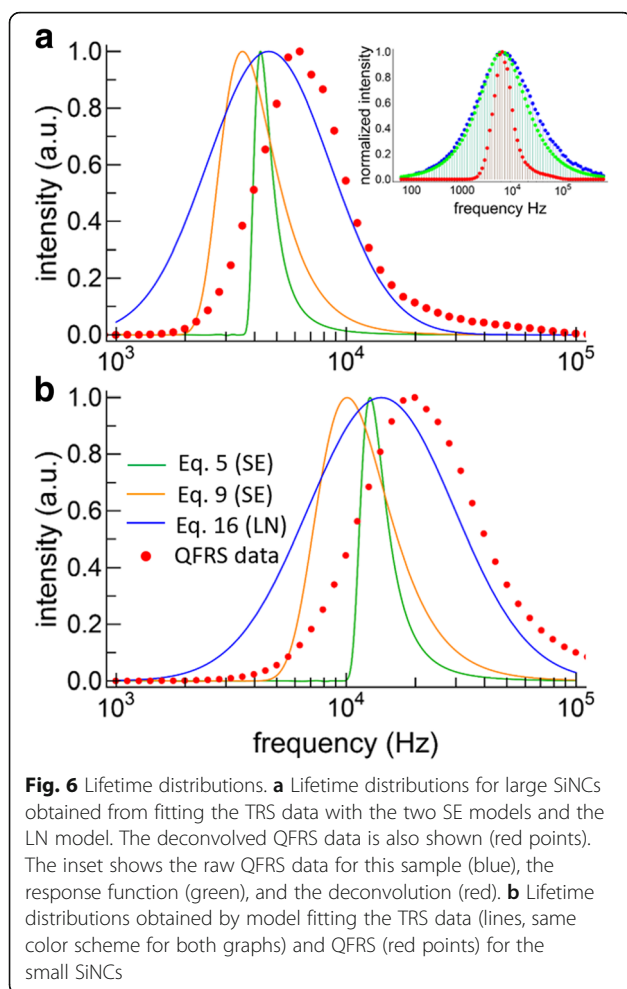 a
1.0
0.8
0.6
0.4
0.2
0.0
intensity (a.u.)
10³
10⁴
10⁵
1.0
0.8
0.6
0.4
0.2
0.0
normalized intensity
100
1000
10⁴
10⁵
frequency Hz
b
1.0
0.8
0.6
0.4
0.2
0.0
intensity (a.u.)
Eq. 5 (SE)
Eq. 9 (SE)
Eq. 16 (LN)
QFRS data
10³
10⁴
10⁵
frequency (Hz)
Fig. 6 Lifetime distributions. a Lifetime distributions for large SiNCs
obtained from fitting the TRS data with the two SE models and the
LN model. The deconvolved QFRS data is also shown (red points).
The inset shows the raw QFRS data for this sample (blue), the
response function (green), and the deconvolution (red). b Lifetime
distributions obtained by model fitting the TRS data (lines, same
color scheme for both graphs) and QFRS (red points) for the
small SiNCs